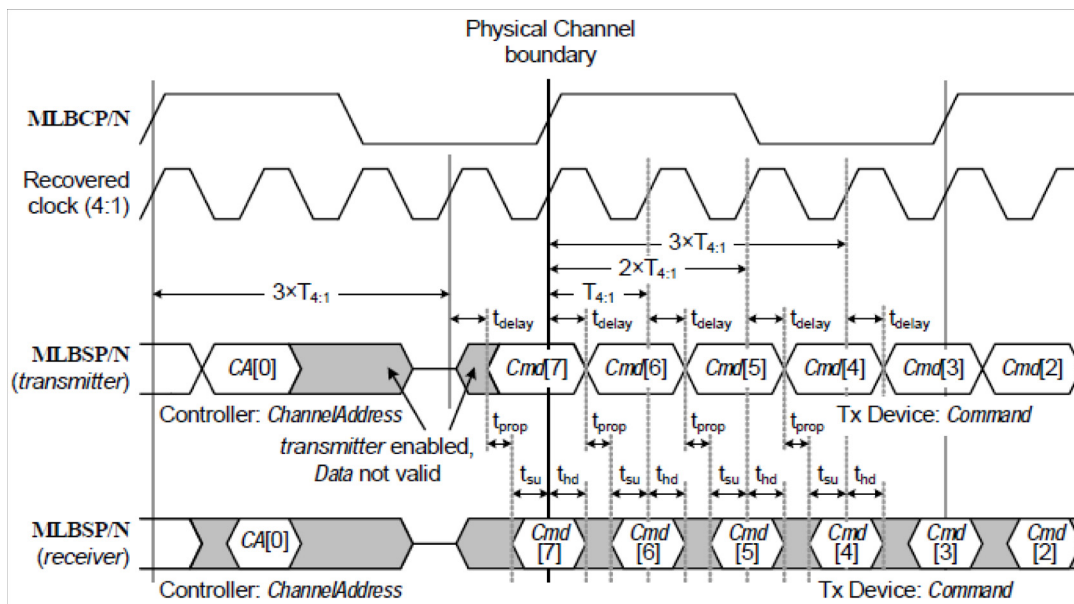 Physical Channel
boundary
MLBCP/N
Recovered
clock (4:1)
3×T4:1
2×T4:1
3×T4:1 T4:1
tdelay tdelay tdelay tdelay tdelay
MLBSP/N
(transmitter)
CA[0] Cmd[7] Cmd[6] Cmd[5] Cmd[4] Cmd[3] Cmd[2]
Controller: ChannelAddress Tx Device: Command
transmitter enabled,
Data not valid
tprop tprop tprop tprop
tsu thd tsu thd tsu thd tsu thd
MLBSP/N
(receiver)
CA[0] Cmd [7] Cmd [6] Cmd [5] Cmd [4] Cmd [3] Cmd [2]
Controller: ChannelAddress Tx Device: Command